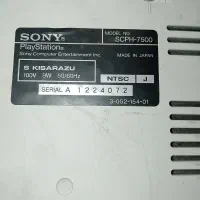 SONY
MODEL NO. SCPH-7500
PlayStation
Sony Computer Entertainment Inc.
MADE IN JAPAN
S KISARAZU
100V 9W 50/60Hz
NTSC J
SERIAL A 1224072
3-052-154-01